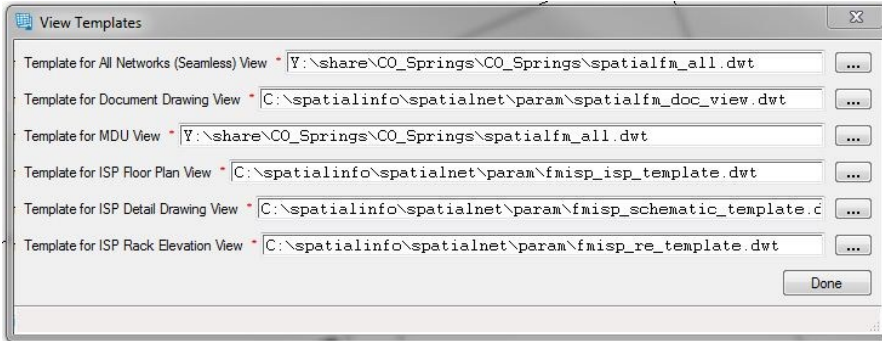 View Templates
Template for All Networks (Seamless) View * Y:\share\CO_Springs\CO_Springs\spatialfm_all.dwt ...
Template for Document Drawing View * C:\spatialinfo\spatialnet\param\spatialfm_doc_view.dwt ...
Template for MDU View * Y:\share\CO_Springs\CO_Springs\spatialfm_all.dwt ...
Template for ISP Floor Plan View * C:\spatialinfo\spatialnet\param\fmisp_isp_template.dwt ...
Template for ISP Detail Drawing View * C:\spatialinfo\spatialnet\param\fmisp_schematic_template.d ...
Template for ISP Rack Elevation View * C:\spatialinfo\spatialnet\param\fmisp_re_template.dwt ...
Done